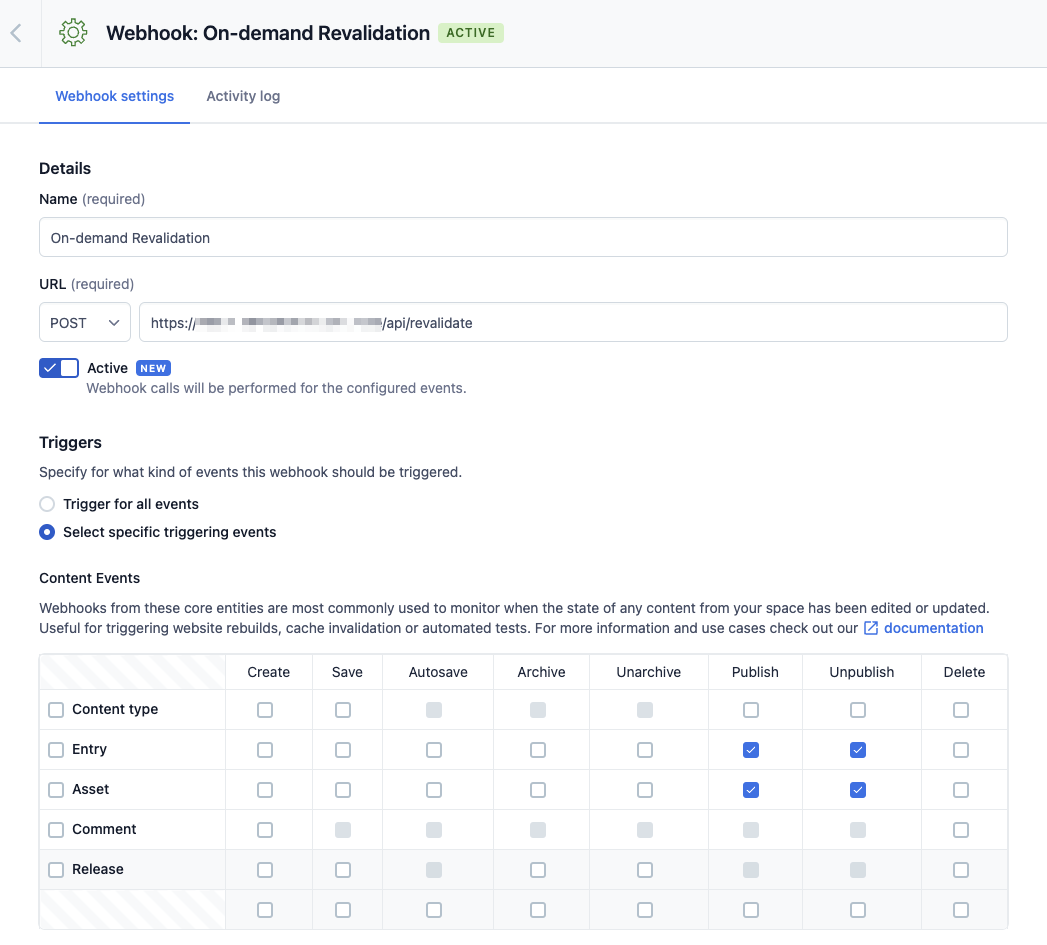 Webhook: On-demand Revalidation ACTIVE
Webhook settings Activity log
Details
Name (required)
On-demand Revalidation
URL (required)
POST https:// /api/revalidate
Active NEW
Webhook calls will be performed for the configured events.
Triggers
Specify for what kind of events this webhook should be triggered.
Trigger for all events
Select specific triggering events
Content Events
Webhooks from these core entities are most commonly used to monitor when the state of any content from your space has been edited or updated.
Useful for triggering website rebuilds, cache invalidation or automated tests. For more information and use cases check out our documentation
Create Save Autosave Archive Unarchive Publish Unpublish Delete
Content type
Entry
Asset
Comment
Release